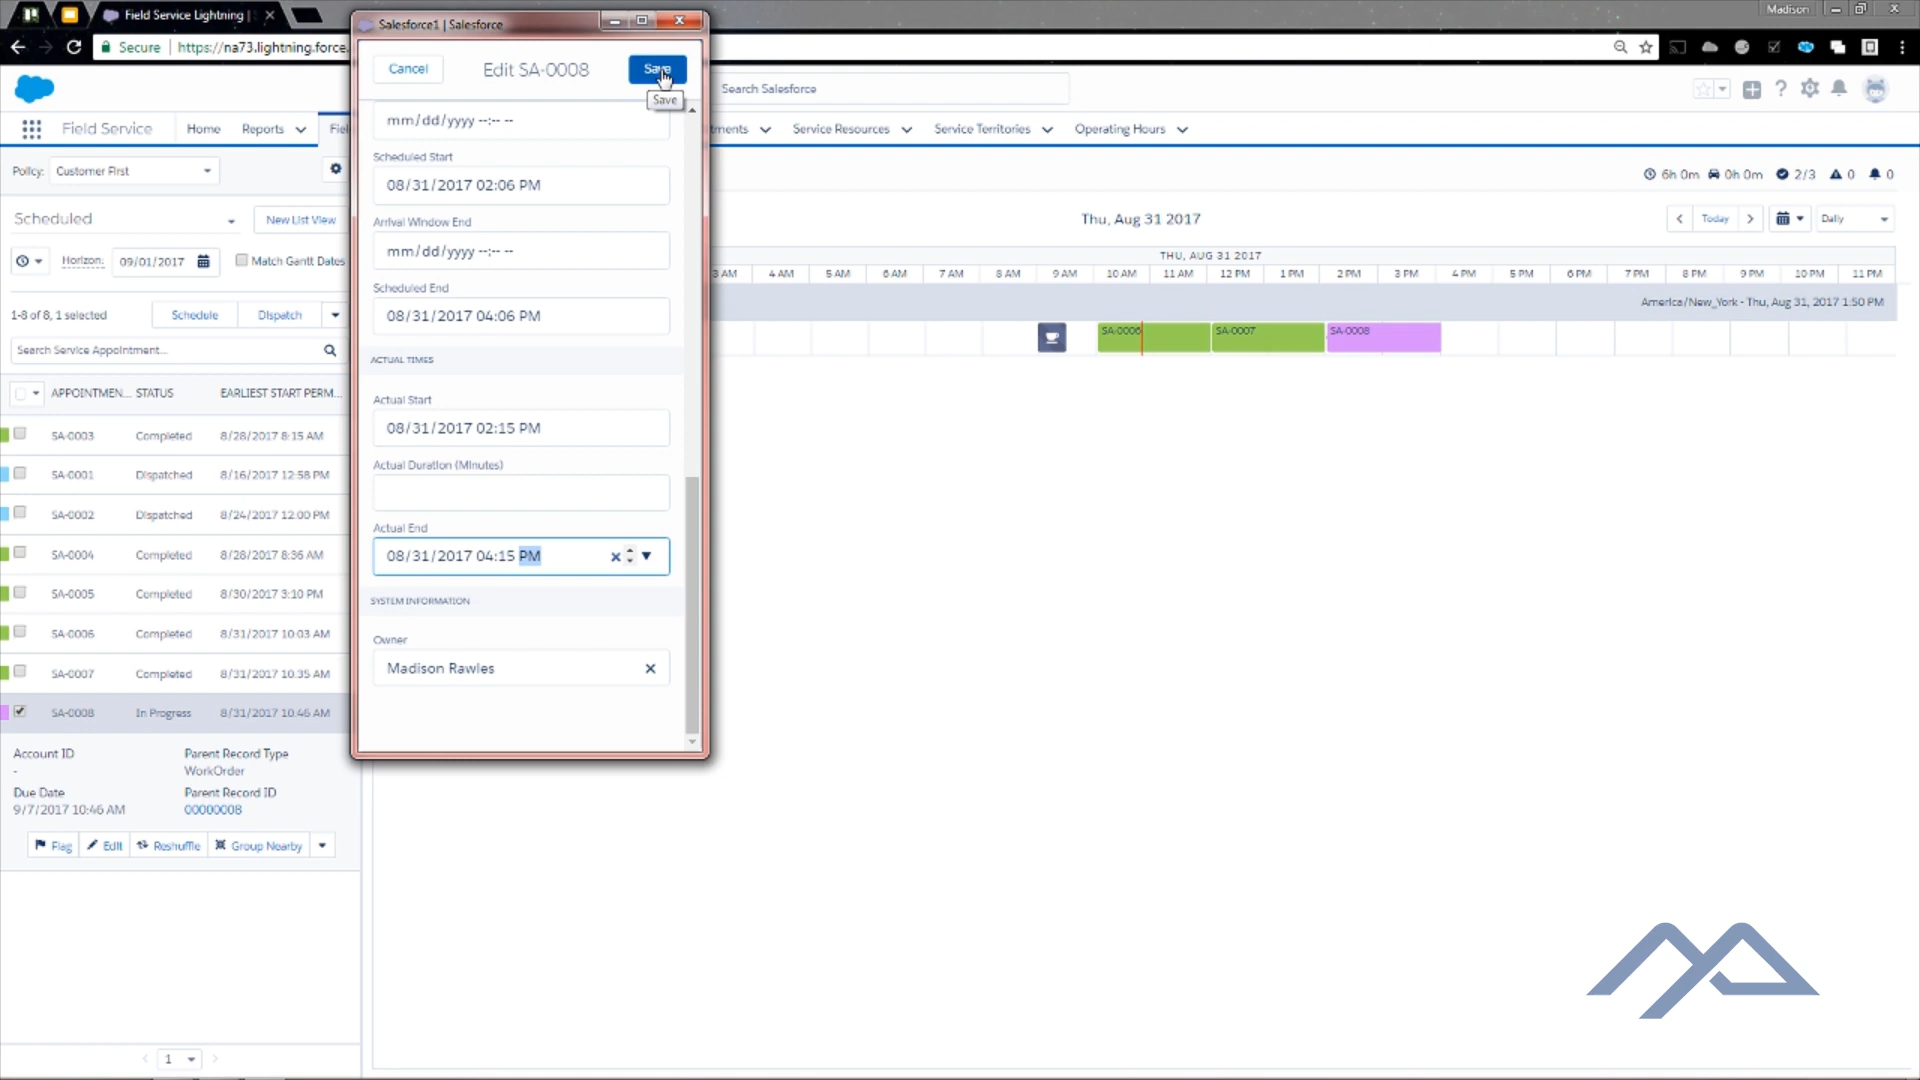 Field Service Lightning |
Salesforce1 | Salesforce
Madison
Secure | https://na73.lightning.force.
Cancel
Edit SA-0008
Save
Save
Search Salesforce
Field Service
Home
Reports
Fiel
tments
Service Resources
Service Territories
Operating Hours
Policy:
Customer First
6h 0m
0h 0m
2/3
0
0
Scheduled
New List View
Thu, Aug 31 2017
Today
Daily
Horizon:
09/01/2017
Match Gantt Dates
THU, AUG 31 2017
3 AM 4 AM 5 AM 6 AM 7 AM 8 AM 9 AM 10 AM 11 AM 12 PM 1 PM 2 PM 3 PM 4 PM 5 PM 6 PM 7 PM 8 PM 9 PM 10 PM 11 PM
America/New_York - Thu, Aug 31, 2017 1:50 PM
SA-0006
SA-0007
SA-0008
1-8 of 8, 1 selected
Schedule
Dispatch
Search Service Appointment...
APPOINTMEN... STATUS EARLIEST START PERM...
SA-0003 Completed 8/28/2017 8:15 AM
SA-0001 Dispatched 8/16/2017 12:58 PM
SA-0002 Dispatched 8/24/2017 12:00 PM
SA-0004 Completed 8/28/2017 8:36 AM
SA-0005 Completed 8/30/2017 3:10 PM
SA-0006 Completed 8/31/2017 10:03 AM
SA-0007 Completed 8/31/2017 10:35 AM
SA-0008 In Progress 8/31/2017 10:46 AM
Account ID
-
Parent Record Type
WorkOrder
Due Date
9/7/2017 10:46 AM
Parent Record ID
00000008
Flag
Edit
Reshuffle
Group Nearby
1
mm/dd/yyyy --:-- --
Scheduled Start
08/31/2017 02:06 PM
Arrival Window End
mm/dd/yyyy --:-- --
Scheduled End
08/31/2017 04:06 PM
ACTUAL TIMES
Actual Start
08/31/2017 02:15 PM
Actual Duration (Minutes)
Actual End
08/31/2017 04:15 PM
SYSTEM INFORMATION
Owner
Madison Rawles